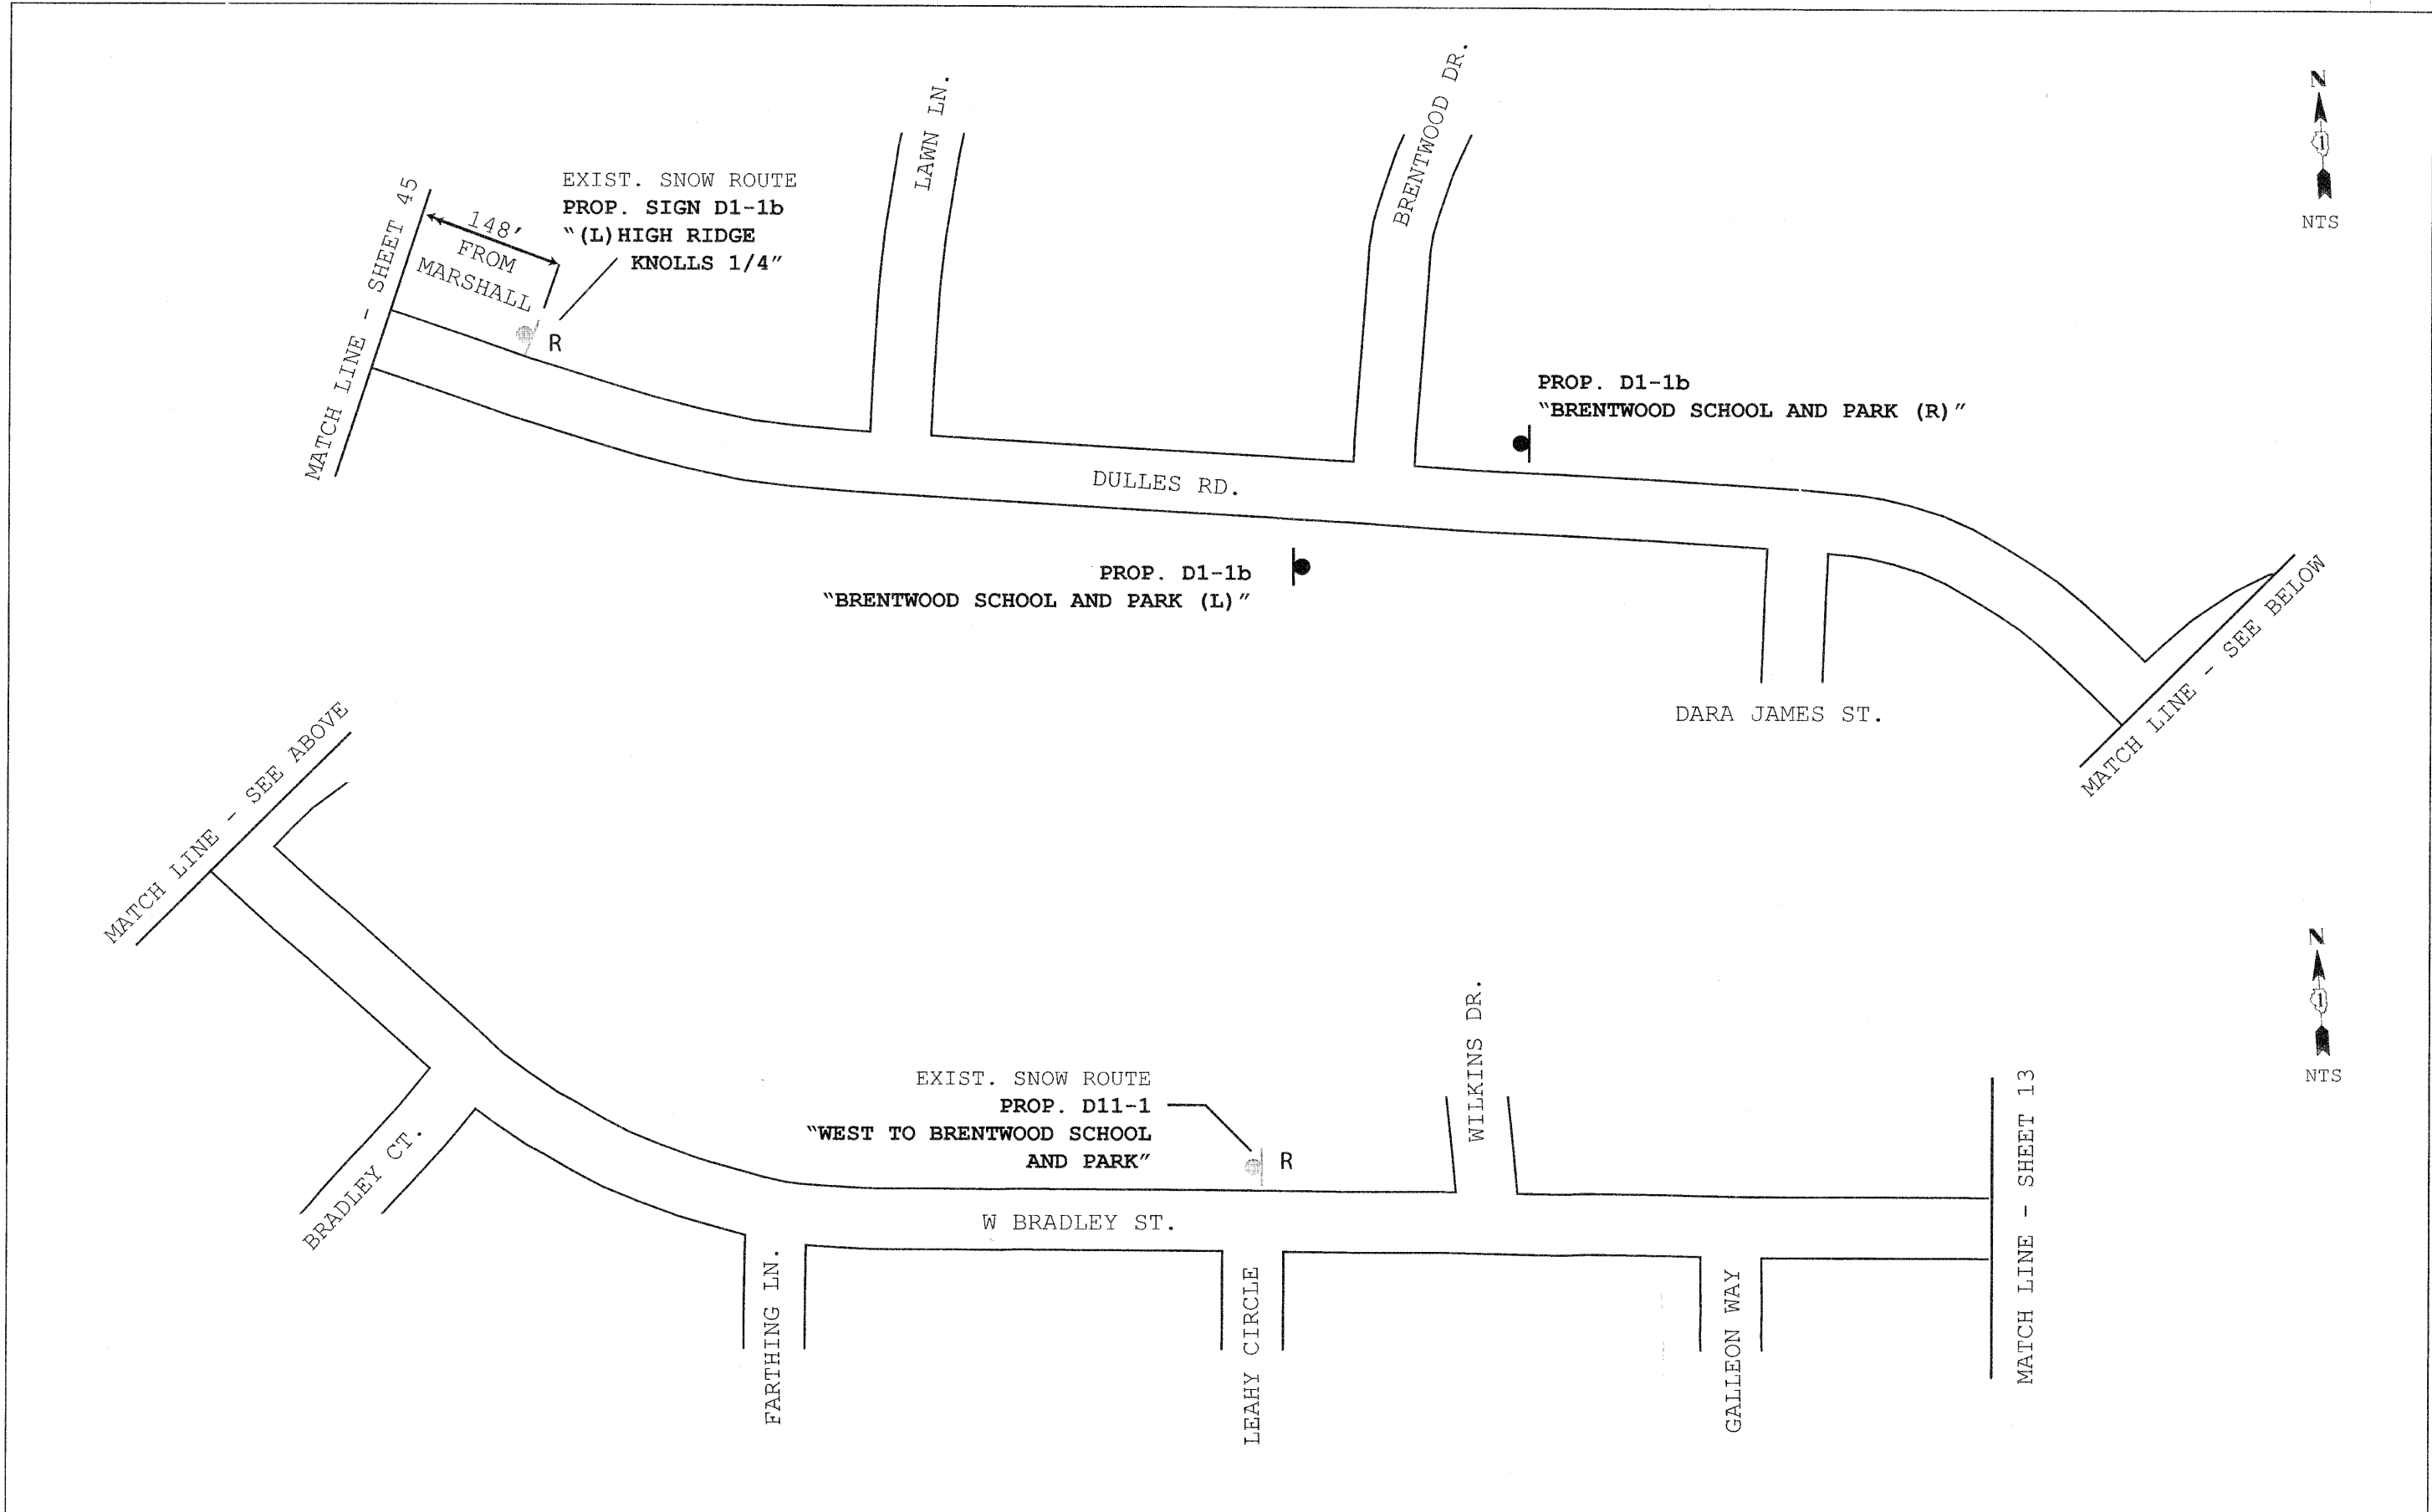 LAWN LN.
BRENTWOOD DR.
N
1
NTS
EXIST. SNOW ROUTE
PROP. SIGN D1-1b
"(L)HIGH RIDGE
KNOLLS 1/4"
148'
FROM
MARSHALL
MATCH LINE - SHEET 45
R
PROP. D1-1b
"BRENTWOOD SCHOOL AND PARK (R)"
DULLES RD.
PROP. D1-1b
"BRENTWOOD SCHOOL AND PARK (L)"
DARA JAMES ST.
MATCH LINE - SEE BELOW
MATCH LINE - SEE ABOVE
N
1
NTS
EXIST. SNOW ROUTE
PROP. D11-1
"WEST TO BRENTWOOD SCHOOL
AND PARK"
R
WILKINS DR.
MATCH LINE - SHEET 13
BRADLEY CT.
W BRADLEY ST.
FARTHING LN.
LEAHY CIRCLE
GALLEON WAY